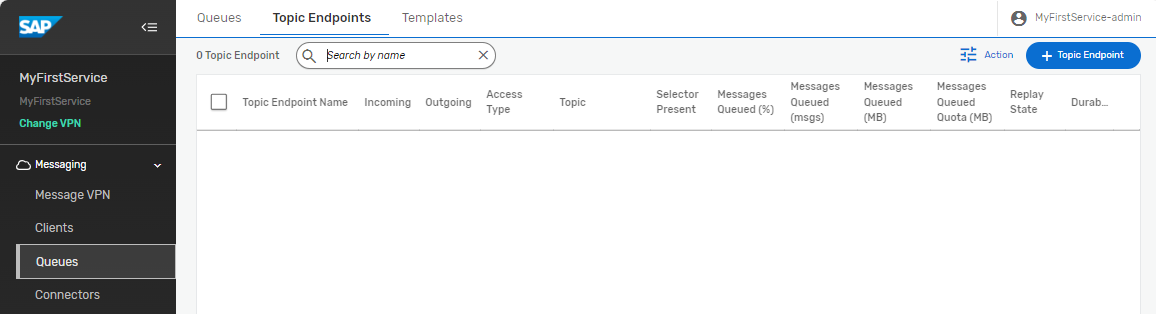 SAP
MyFirstService
MyFirstService
Change VPN
Messaging
Message VPN
Clients
Queues
Connectors
Queues
Topic Endpoints
Templates
MyFirstService-admin
0 Topic Endpoint
Search by name
Action
+ Topic Endpoint
Topic Endpoint Name
Incoming
Outgoing
Access
Type
Topic
Selector
Present
Messages
Queued (%)
Messages
Queued
(msgs)
Messages
Queued
(MB)
Messages
Queued
Quota (MB)
Replay
State
Durab...